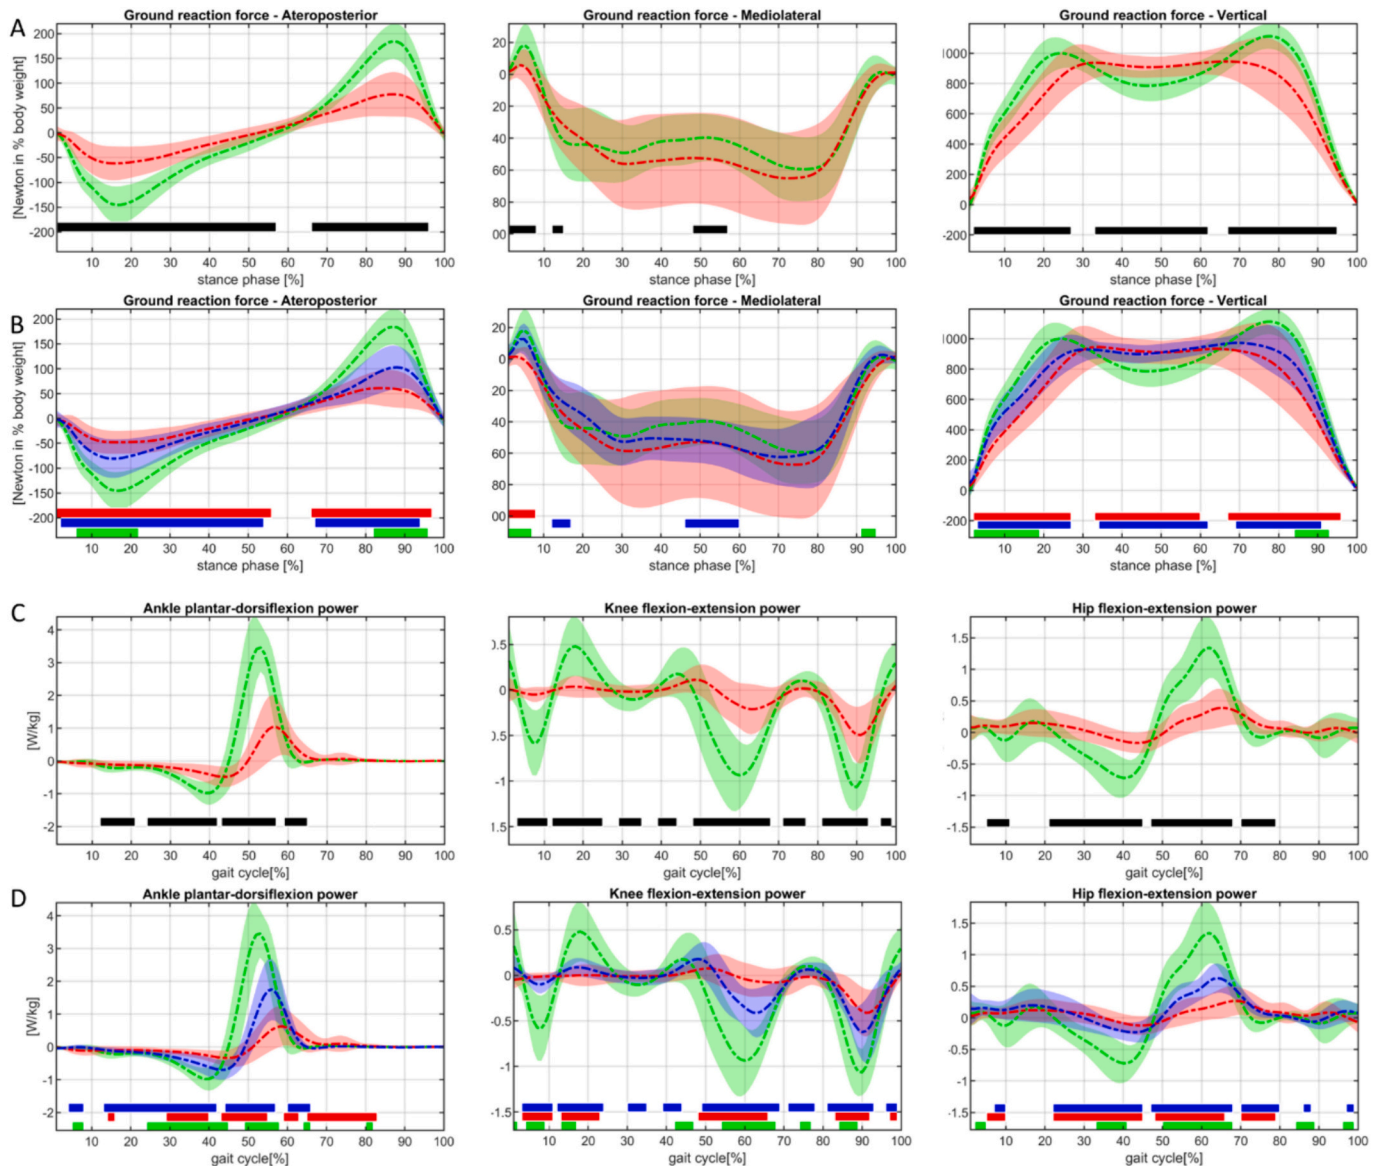 A
Ground reaction force - Ateroposterior
Ground reaction force - Mediolateral
Ground reaction force - Vertical
[Newton in % body weight]
200
150
100
50
0
-50
-100
-150
-200
10 20 30 40 50 60 70 80 90 100
stance phase [%]
20
0
20
40
60
80
00
10 20 30 40 50 60 70 80 90 100
stance phase [%]
1000
800
600
400
200
0
-200
10 20 30 40 50 60 70 80 90 100
stance phase [%]
B
Ground reaction force - Ateroposterior
Ground reaction force - Mediolateral
Ground reaction force - Vertical
[Newton in % body weight]
200
150
100
50
0
-50
-100
-150
-200
10 20 30 40 50 60 70 80 90 100
stance phase [%]
20
0
20
40
60
80
00
10 20 30 40 50 60 70 80 90 100
stance phase [%]
1000
800
600
400
200
0
-200
10 20 30 40 50 60 70 80 90 100
stance phase [%]
C
Ankle plantar-dorsiflexion power
Knee flexion-extension power
Hip flexion-extension power
[W/kg]
4
3
2
1
0
-1
-2
10 20 30 40 50 60 70 80 90 100
gait cycle[%]
0.5
0
0.5
-1
1.5
10 20 30 40 50 60 70 80 90 100
gait cycle[%]
1.5
1
0.5
0
-0.5
-1
-1.5
10 20 30 40 50 60 70 80 90 100
gait cycle[%]
D
Ankle plantar-dorsiflexion power
Knee flexion-extension power
Hip flexion-extension power
[W/kg]
4
3
2
1
0
-1
-2
10 20 30 40 50 60 70 80 90 100
gait cycle[%]
0.5
0
-0.5
-1
-1.5
10 20 30 40 50 60 70 80 90 100
gait cycle[%]
1.5
1
0.5
0
-0.5
-1
-1.5
10 20 30 40 50 60 70 80 90 100
gait cycle[%]